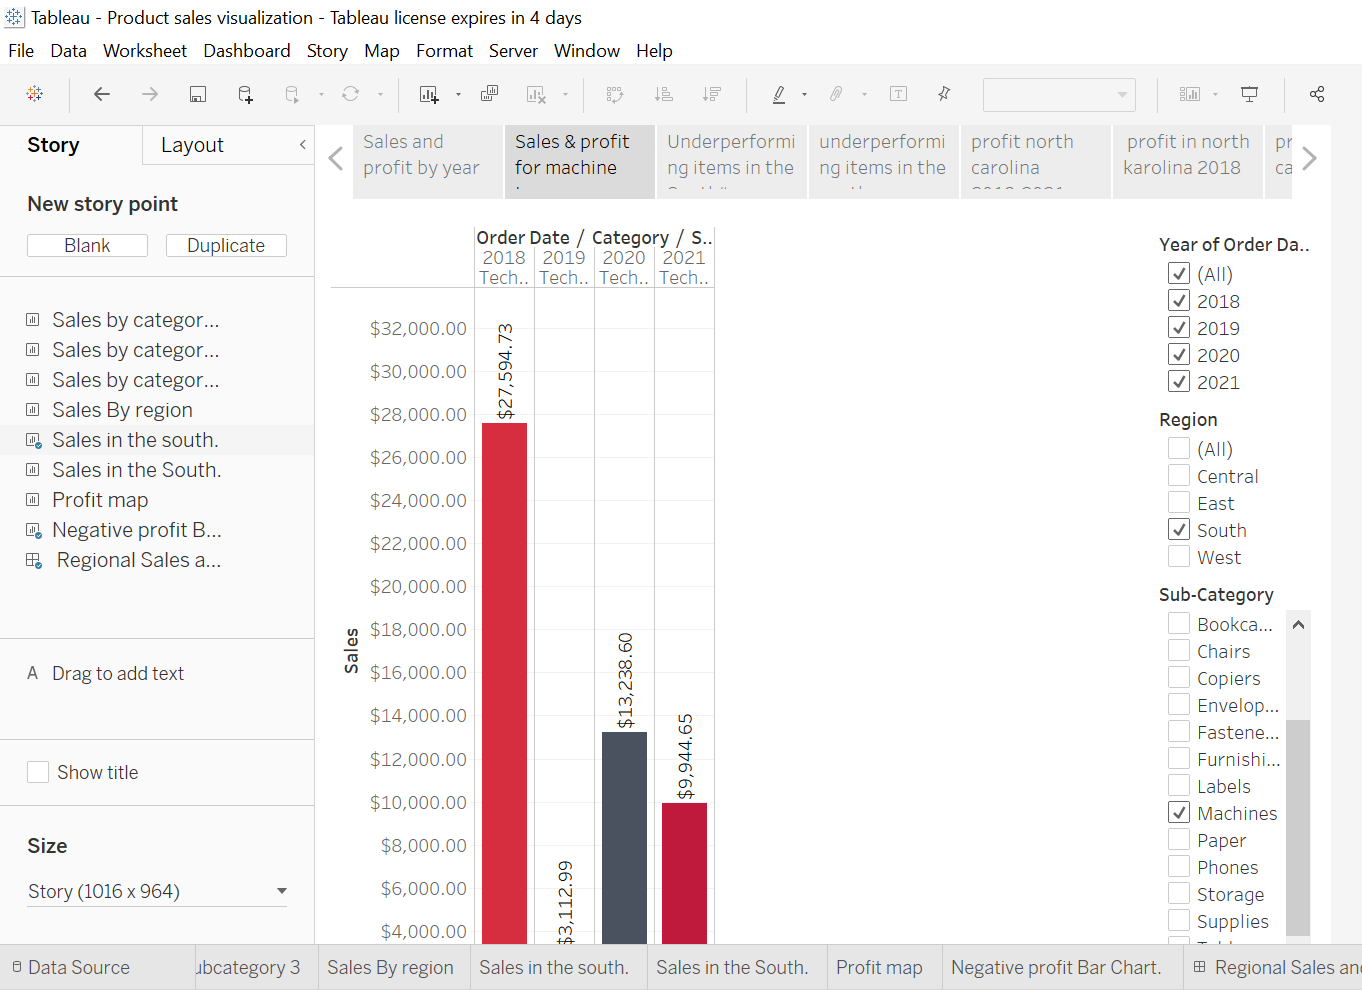 Tableau - Product sales visualization - Tableau license expires in 4 days
File Data Worksheet Dashboard Story Map Format Server Window Help
Story
Layout
New story point
Blank
Duplicate
Sales by categor...
Sales by categor...
Sales by categor...
Sales By region
Sales in the south.
Sales in the South.
Profit map
Negative profit B...
Regional Sales a...
A Drag to add text
Show title
Size
Story (1016 x 964)
Sales and
profit by year
Sales & profit
for machine
Underperformi
ng items in the
underperformi
ng items in the
profit north
carolina
profit in north
karolina 2018
pr
ca
Order Date / Category / S..
2018 2019 2020 2021
Tech.. Tech.. Tech.. Tech..
Sales
$32,000.00
$30,000.00
$28,000.00
$26,000.00
$24,000.00
$22,000.00
$20,000.00
$18,000.00
$16,000.00
$14,000.00
$12,000.00
$10,000.00
$8,000.00
$6,000.00
$4,000.00
$27,594.73
$3,112.99
$13,238.60
$9,944.65
Year of Order Da..
(All)
2018
2019
2020
2021
Region
(All)
Central
East
South
West
Sub-Category
Bookca...
Chairs
Copiers
Envelop...
Fastene...
Furnishi...
Labels
Machines
Paper
Phones
Storage
Supplies
Data Source
ubcategory 3
Sales By region
Sales in the south.
Sales in the South.
Profit map
Negative profit Bar Chart.
Regional Sales an